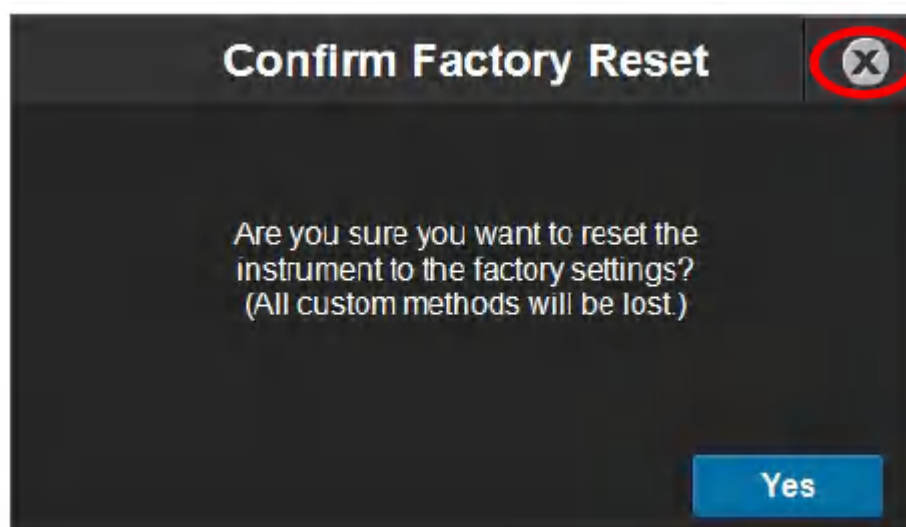 Confirm Factory Reset
X
Are you sure you want to reset the
instrument to the factory settings?
(All custom methods will be lost.)
Yes